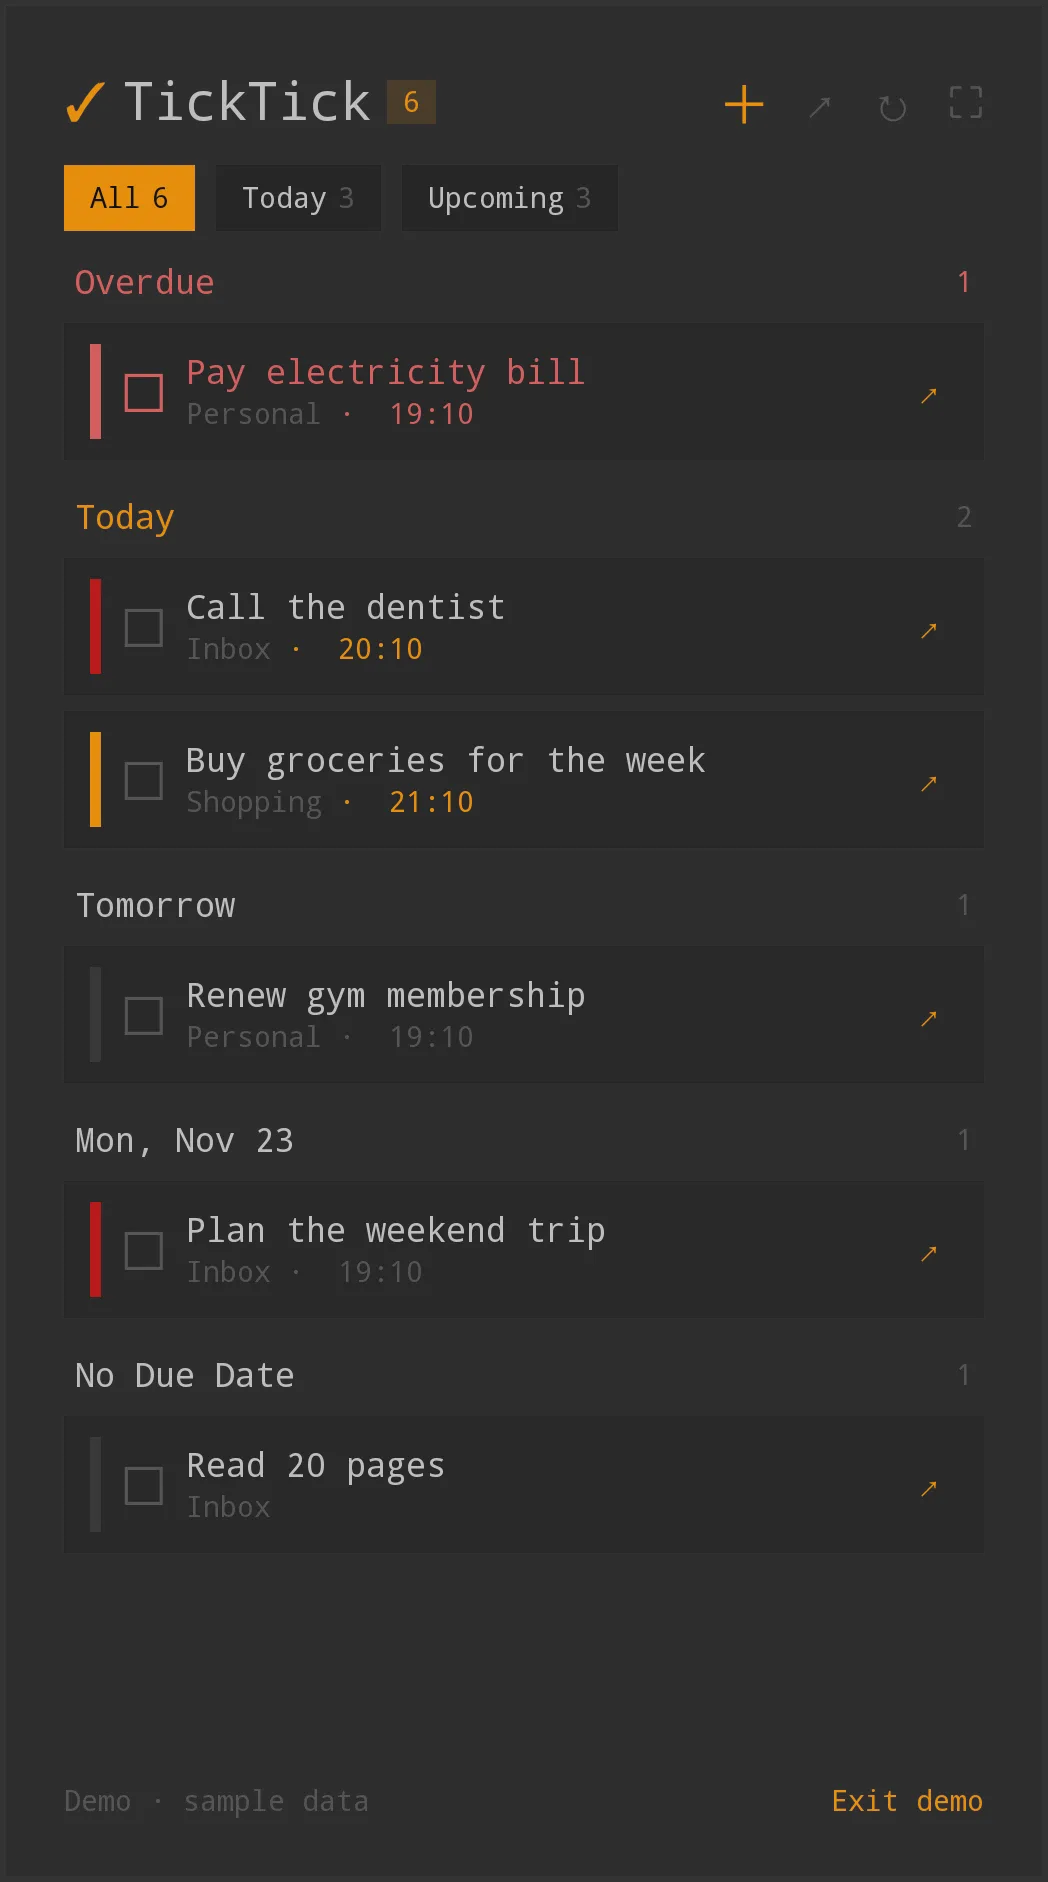 ✓ TickTick 6
All 6 Today 3 Upcoming 3
Overdue 1
Pay electricity bill
Personal · 19:10
Today 2
Call the dentist
Inbox · 20:10
Buy groceries for the week
Shopping · 21:10
Tomorrow 1
Renew gym membership
Personal · 19:10
Mon, Nov 23 1
Plan the weekend trip
Inbox · 19:10
No Due Date 1
Read 20 pages
Inbox
Demo · sample data Exit demo